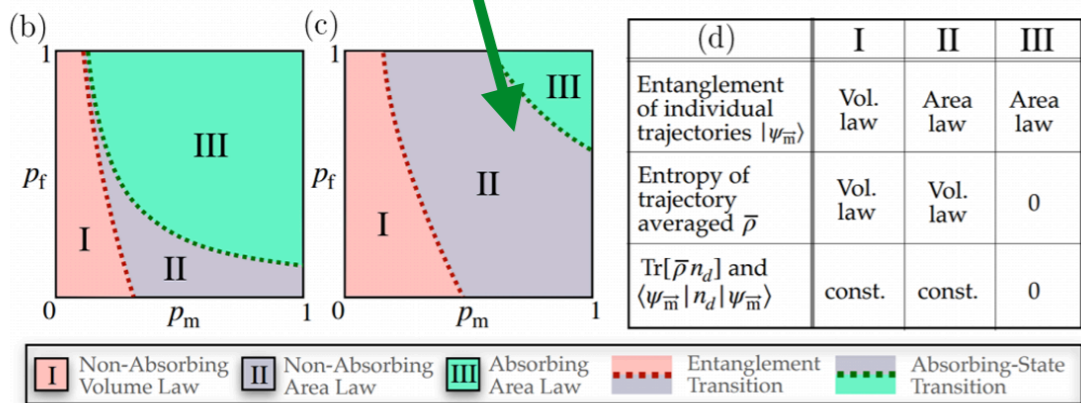 (b)
1
III
p_f
I
II
0
p_m
1
(c)
1
III
p_f
II
I
0
p_m
1
(d) I II III
Entanglement of individual trajectories |ψ_m⃗⟩ Vol. law Area law Area law
Entropy of trajectory averaged ρ̅ Vol. law Vol. law 0
Tr[ρ̅ n_d] and ⟨ψ_m⃗|n_d|ψ_m⃗⟩ const. const. 0
I Non-Absorbing Volume Law
II Non-Absorbing Area Law
III Absorbing Area Law
Entanglement Transition
Absorbing-State Transition